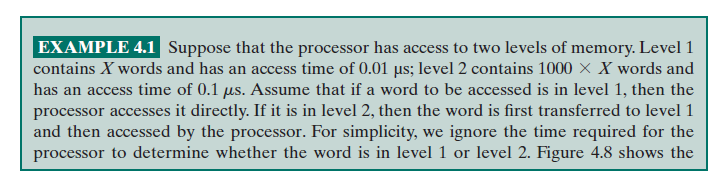 EXAMPLE 4.1 Suppose that the processor has access to two levels of memory. Level 1
contains X words and has an access time of 0.01 μs; level 2 contains 1000 × X words and
has an access time of 0.1 μs. Assume that if a word to be accessed is in level 1, then the
processor accesses it directly. If it is in level 2, then the word is first transferred to level 1
and then accessed by the processor. For simplicity, we ignore the time required for the
processor to determine whether the word is in level 1 or level 2. Figure 4.8 shows the